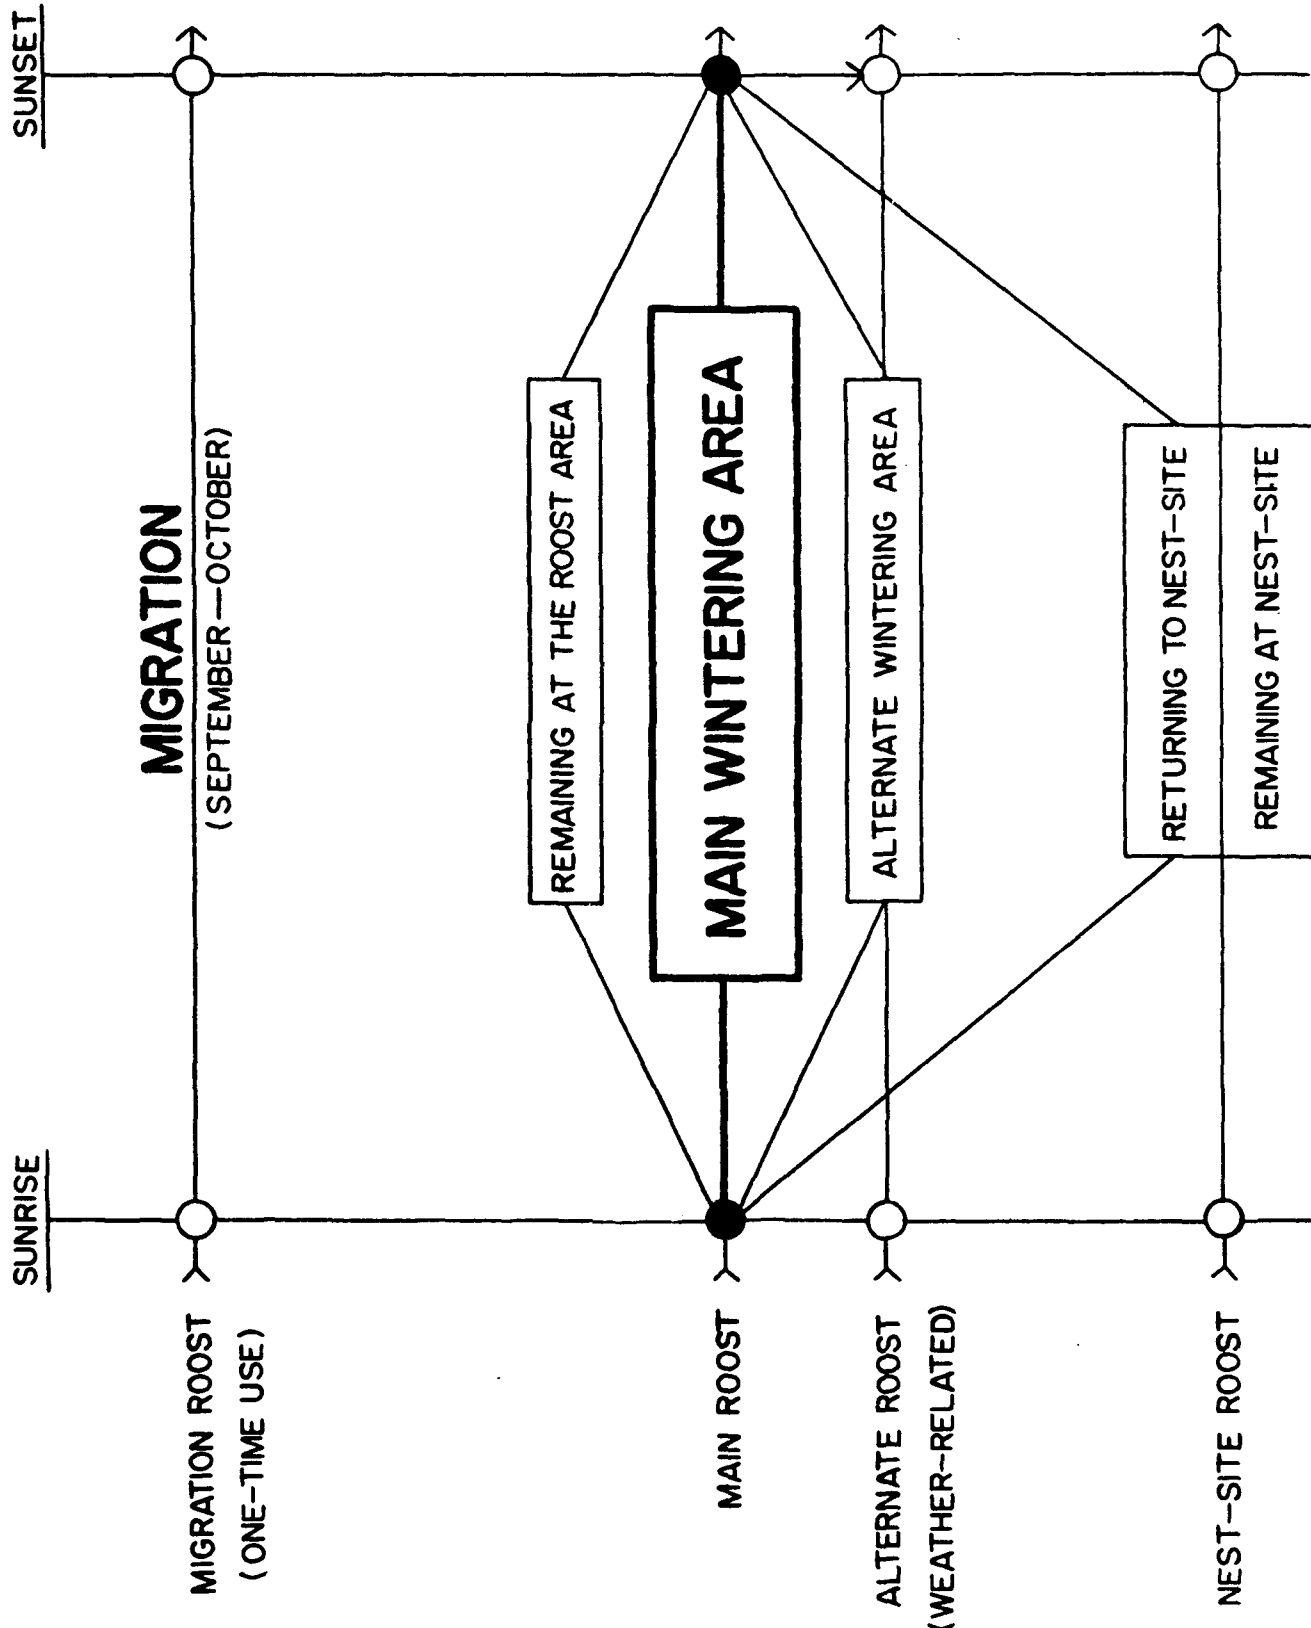 SUNRISE
SUNSET
MIGRATION ROOST
(ONE-TIME USE)
MIGRATION
(SEPTEMBER—OCTOBER)
REMAINING AT THE ROOST AREA
MAIN ROOST
MAIN WINTERING AREA
ALTERNATE ROOST
(WEATHER-RELATED)
ALTERNATE WINTERING AREA
RETURNING TO NEST-SITE
NEST-SITE ROOST
REMAINING AT NEST-SITE